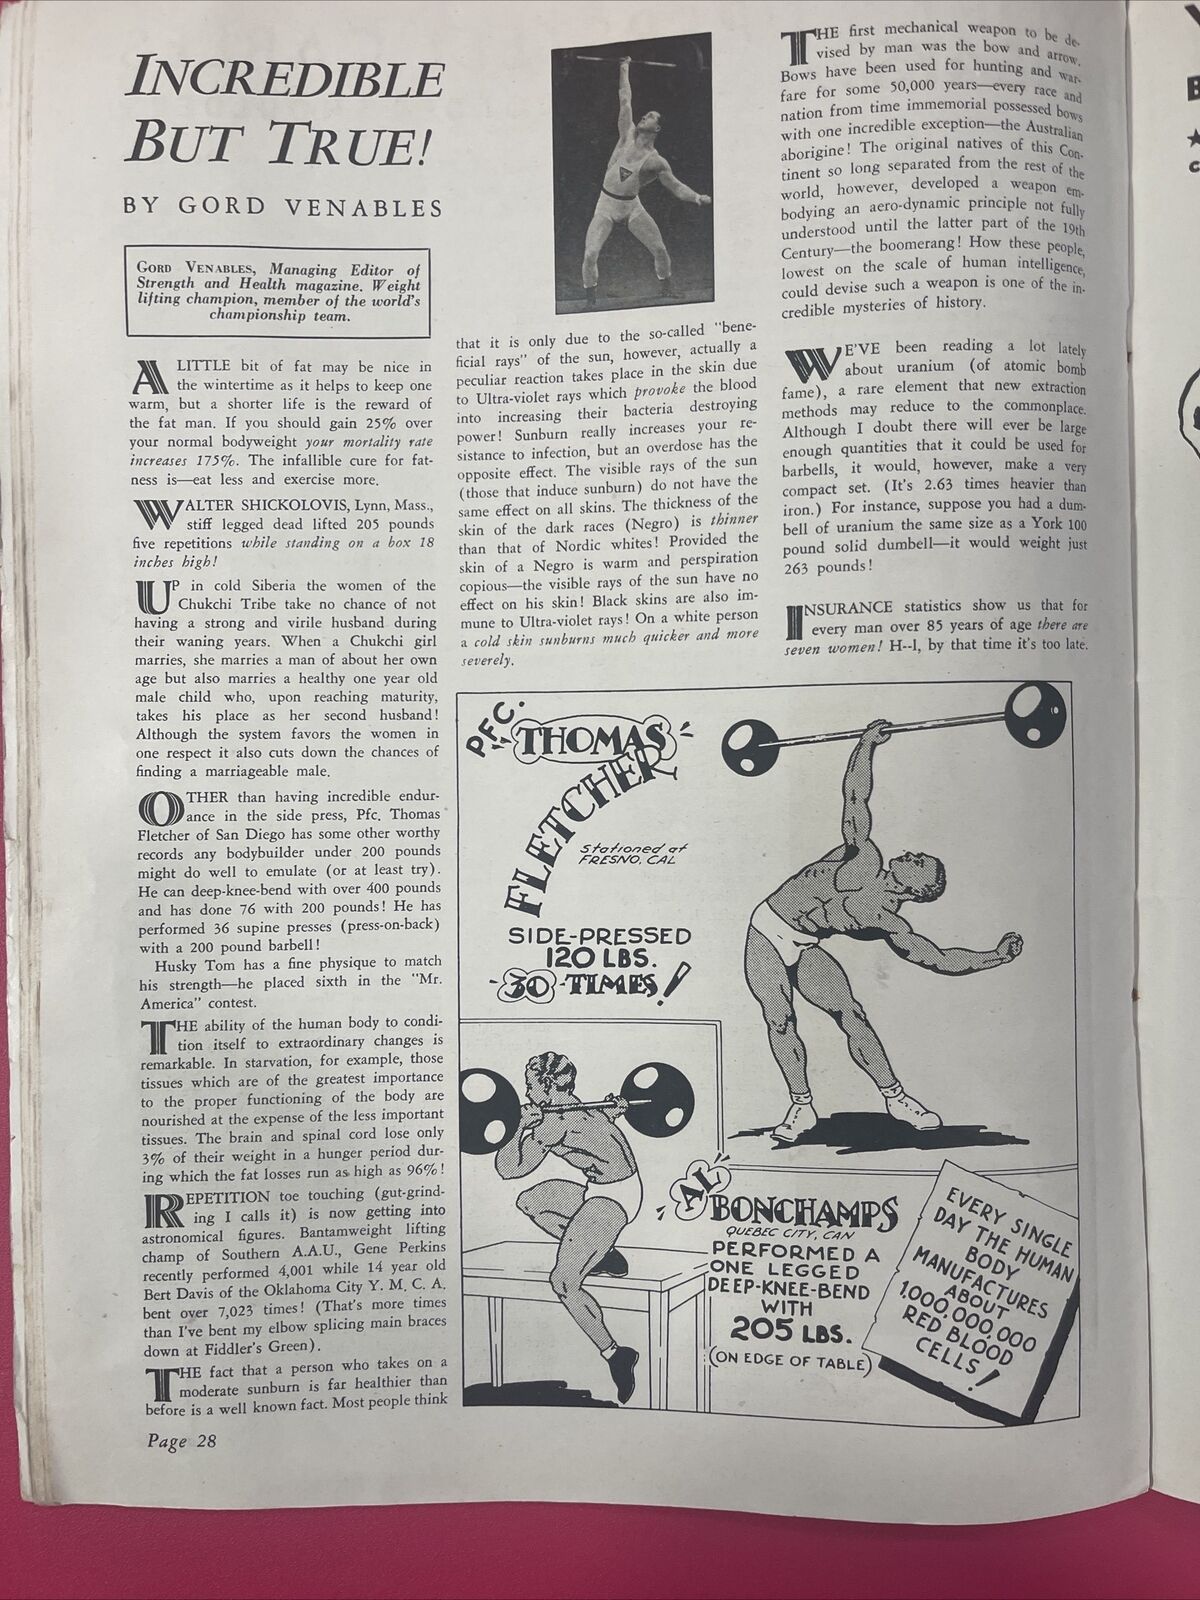 INCREDIBLE
BUT TRUE!
BY GORD VENABLES
GORD VENABLES, Managing Editor of
Strength and Health magazine. Weight
lifting champion, member of the world's
championship team.
A LITTLE bit of fat may be nice in
the wintertime as it helps to keep one
warm, but a shorter life is the reward of
the fat man. If you should gain 25% over
your normal bodyweight your mortality rate
increases 175%. The infallible cure for fat-
ness is—eat less and exercise more.
WALTER SHICKOLOVIS, Lynn, Mass.,
stiff legged dead lifted 205 pounds
five repetitions while standing on a box 18
inches high!
UP in cold Siberia the women of the
Chukchi Tribe take no chance of not
having a strong and virile husband during
their waning years. When a Chukchi girl
marries, she marries a man of about her own
age but also marries a healthy one year old
male child who, upon reaching maturity,
takes his place as her second husband!
Although the system favors the women in
one respect it also cuts down the chances of
finding a marriageable male.
OTHER than having incredible endur-
ance in the side press, Pfc. Thomas
Fletcher of San Diego has some other worthy
records any bodybuilder under 200 pounds
might do well to emulate (or at least try).
He can deep-knee-bend with over 400 pounds
and has done 76 with 200 pounds! He has
performed 36 supine presses (press-on-back)
with a 200 pound barbell!
Husky Tom has a fine physique to match
his strength—he placed sixth in the "Mr.
America" contest.
THE ability of the human body to condi-
tion itself to extraordinary changes is
remarkable. In starvation, for example, those
tissues which are of the greatest importance
to the proper functioning of the body are
nourished at the expense of the less important
tissues. The brain and spinal cord lose only
3% of their weight in a hunger period dur-
ing which the fat losses run as high as 96%!
REPETITION toe touching (gut-grind-
ing I calls it) is now getting into
astronomical figures. Bantamweight lifting
champ of Southern A.A.U., Gene Perkins
recently performed 4,001 while 14 year old
Bert Davis of the Oklahoma City Y. M. C. A.
bent over 7,023 times! (That's more times
than I've bent my elbow splicing main braces
down at Fiddler's Green).
THE fact that a person who takes on a
moderate sunburn is far healthier than
before is a well known fact. Most people think
Page 28
that it is only due to the so-called "bene-
ficial rays" of the sun, however, actually a
peculiar reaction takes place in the skin due
to Ultra-violet rays which provoke the blood
into increasing their bacteria destroying
power! Sunburn really increases your re-
sistance to infection, but an overdose has the
opposite effect. The visible rays of the sun
(those that induce sunburn) do not have the
same effect on all skins. The thickness of the
skin of the dark races (Negro) is thinner
than that of Nordic whites! Provided the
skin of a Negro is warm and perspiration
copious—the visible rays of the sun have no
effect on his skin! Black skins are also im-
mune to Ultra-violet rays! On a white person
a cold skin sunburns much quicker and more
severely.
THE first mechanical weapon to be de-
vised by man was the bow and arrow.
Bows have been used for hunting and war-
fare for some 50,000 years—every race and
nation from time immemorial possessed bows
with one incredible exception—the Australian
aborigine! The original natives of this Con-
tinent so long separated from the rest of the
world, however, developed a weapon em-
bodying an aero-dynamic principle not fully
understood until the latter part of the 19th
Century—the boomerang! How these people,
lowest on the scale of human intelligence,
could devise such a weapon is one of the in-
credible mysteries of history.
WE'VE been reading a lot lately
about uranium (of atomic bomb
fame), a rare element that new extraction
methods may reduce to the commonplace.
Although I doubt there will ever be large
enough quantities that it could be used for
barbells, it would, however, make a very
compact set. (It's 2.63 times heavier than
iron.) For instance, suppose you had a dum-
bell of uranium the same size as a York 100
pound solid dumbell—it would weight just
263 pounds!
INSURANCE statistics show us that for
every man over 85 years of age there are
seven women! H--l, by that time it's too late.
PFC.
THOMAS
FLETCHER
Stationed at
FRESNO, CAL
SIDE-PRESSED
120 LBS.
-30-TIMES!
AL
BONCHAMPS
QUEBEC CITY, CAN
PERFORMED A
ONE LEGGED
DEEP-KNEE-BEND
WITH
205 LBS.
(ON EDGE OF TABLE)
EVERY SINGLE
DAY THE HUMAN
BODY
MANUFACTURES
ABOUT
1,000,000,000
RED BLOOD
CELLS!